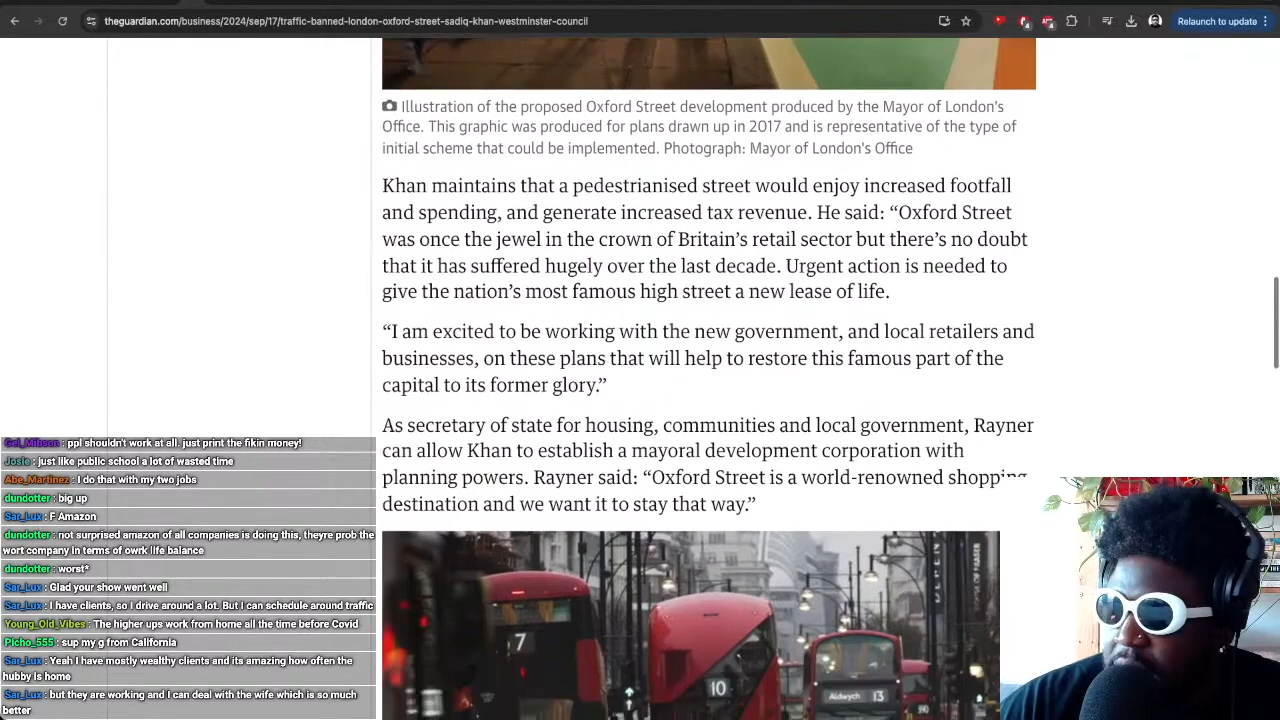 theguardian.com/business/2024/sep/17/traffic-banned-london-oxford-street-sadiq-khan-westminster-council
Relaunch to update
Illustration of the proposed Oxford Street development produced by the Mayor of London's
Office. This graphic was produced for plans drawn up in 2017 and is representative of the type of
initial scheme that could be implemented. Photograph: Mayor of London's Office
Khan maintains that a pedestrianised street would enjoy increased footfall
and spending, and generate increased tax revenue. He said: “Oxford Street
was once the jewel in the crown of Britain’s retail sector but there’s no doubt
that it has suffered hugely over the last decade. Urgent action is needed to
give the nation’s most famous high street a new lease of life.
“I am excited to be working with the new government, and local retailers and
businesses, on these plans that will help to restore this famous part of the
capital to its former glory.”
As secretary of state for housing, communities and local government, Rayner
can allow Khan to establish a mayoral development corporation with
planning powers. Rayner said: “Oxford Street is a world-renowned shopping
destination and we want it to stay that way.”
Gel_Mibson : ppl shouldn't work at all. just print the fikin money!
Josie : just like public school a lot of wasted time
Abe_Martinez : I do that with my two jobs
dundotter : big up
Sar_Lux : F Amazon
dundotter : not surprised amazon of all companies is doing this, theyre prob the
wort company in terms of owrk life balance
dundotter : worst*
Sar_Lux : Glad your show went well
Sar_Lux : I have clients, so I drive around a lot. But I can schedule around traffic
Young_Old_Vibes : The higher ups work from home all the time before Covid
Picho_555 : sup my g from California
Sar_Lux : Yeah I have mostly wealthy clients and its amazing how often the
hubby is home
Sar_Lux : but they are working and I can deal with the wife which is so much
better
7
10
Aldwych 13